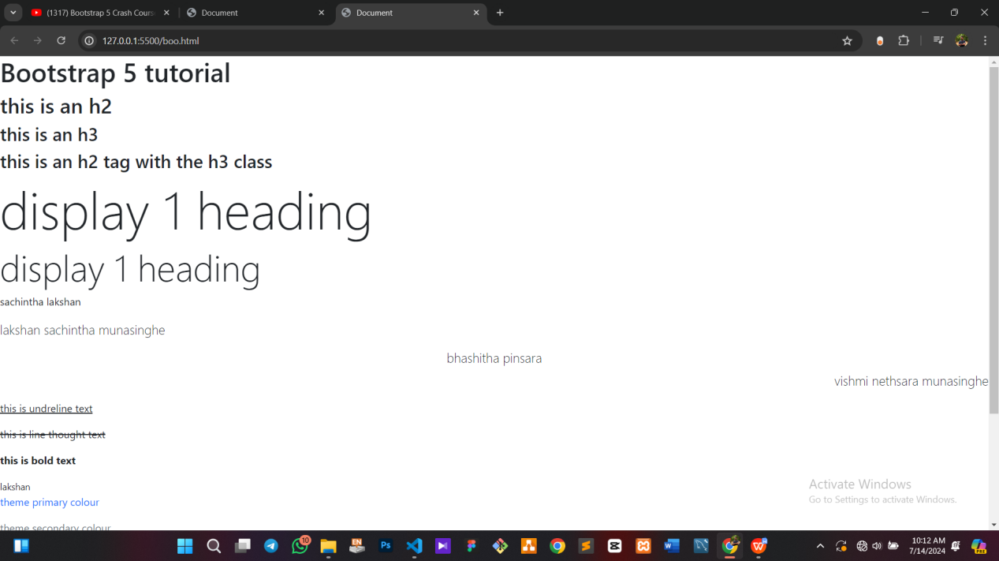 (1317) Bootstrap 5 Crash Cours
Document
Document
127.0.0.1:5500/boo.html
Bootstrap 5 tutorial
this is an h2
this is an h3
this is an h2 tag with the h3 class
display 1 heading
display 1 heading
sachintha lakshan
lakshan sachintha munasinghe
bhashitha pinsara
vishmi nethsara munasinghe
this is undreline text
this is line thought text
this is bold text
lakshan
theme primary colour
theme secondary colour
Activate Windows
Go to Settings to activate Windows.
10
EN
Ps
10:12 AM
7/14/2024
PRE